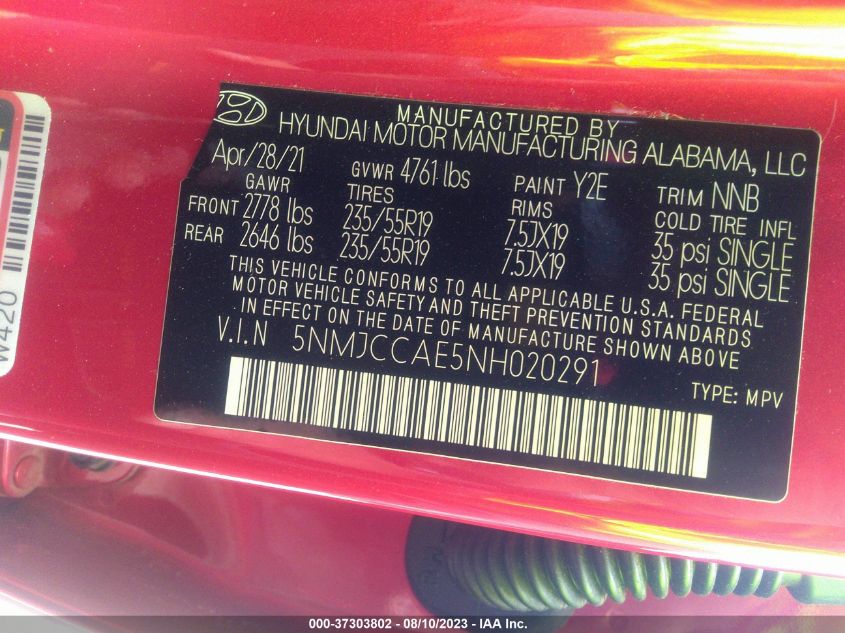 MANUFACTURED BY
HYUNDAI MOTOR MANUFACTURING ALABAMA, LLC
Apr/28/21 GVWR 4761 lbs PAINT Y2E TRIM NNB
GAWR TIRES RIMS COLD TIRE INFL
FRONT 2778 lbs 235/55R19 7.5JX19 35 psi SINGLE
REAR 2646 lbs 235/55R19 7.5JX19 35 psi SINGLE
THIS VEHICLE CONFORMS TO ALL APPLICABLE U.S.A. FEDERAL
MOTOR VEHICLE SAFETY AND THEFT PREVENTION STANDARDS
IN EFFECT ON THE DATE OF MANUFACTURE SHOWN ABOVE
V.I.N 5NMJCCAE5NH020291
TYPE: MPV
W420
000-37303802 - 08/10/2023 - IAA Inc.